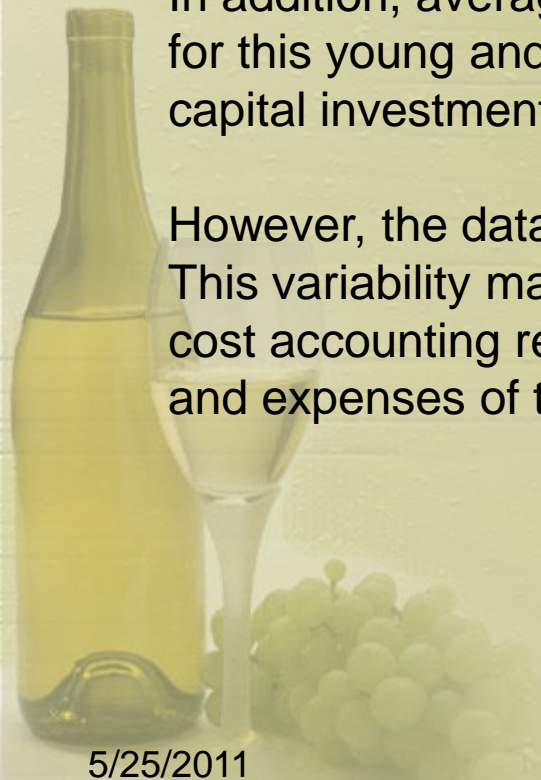 In addition, averag
for this young and
capital investment
However, the data
This variability ma
cost accounting re
and expenses of t
5/25/2011